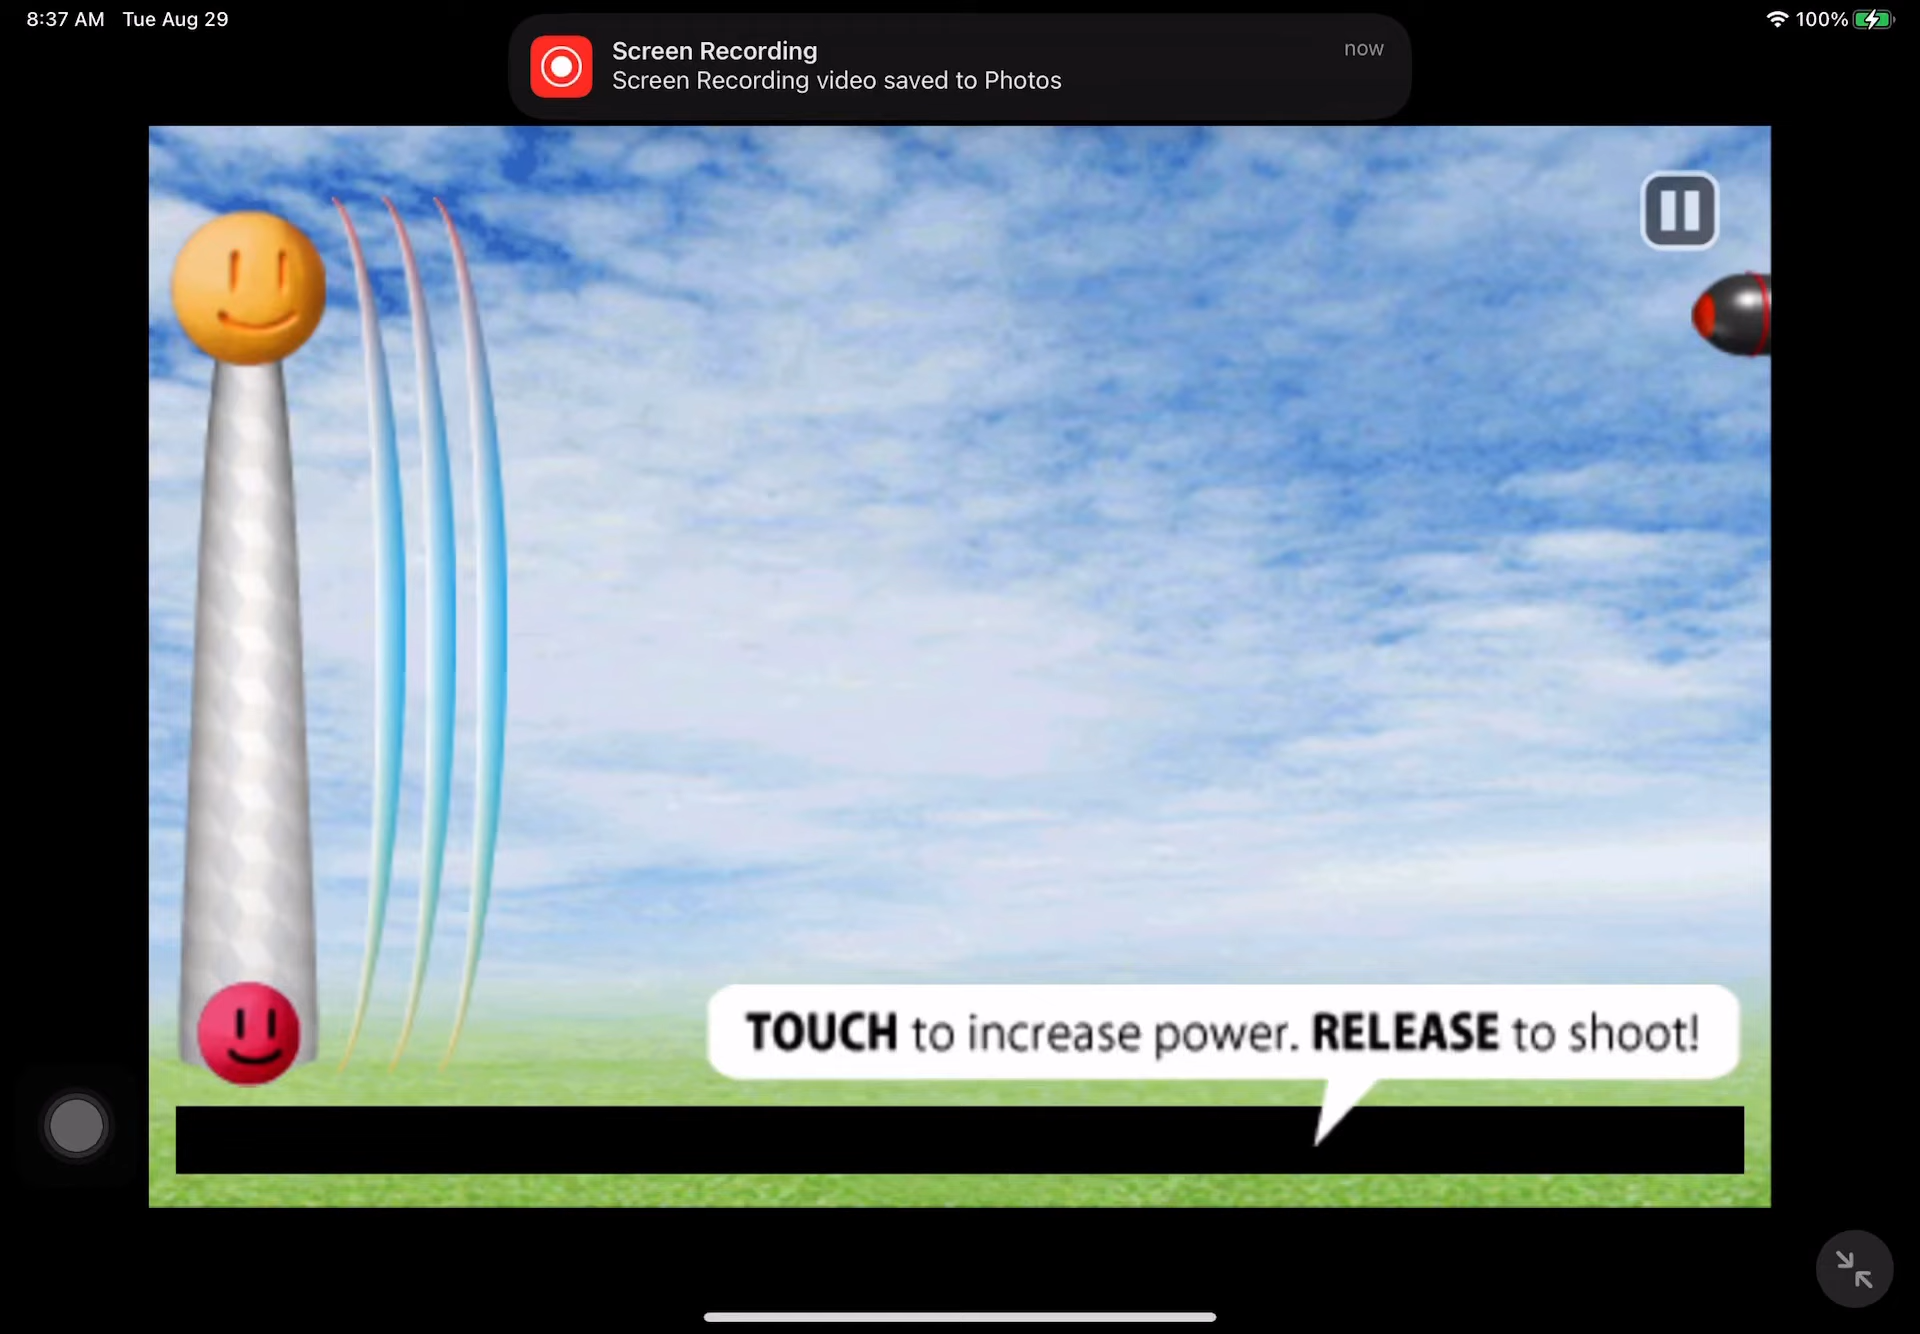 8:37 AM Tue Aug 29
100%
Screen Recording
now
Screen Recording video saved to Photos
TOUCH to increase power. RELEASE to shoot!